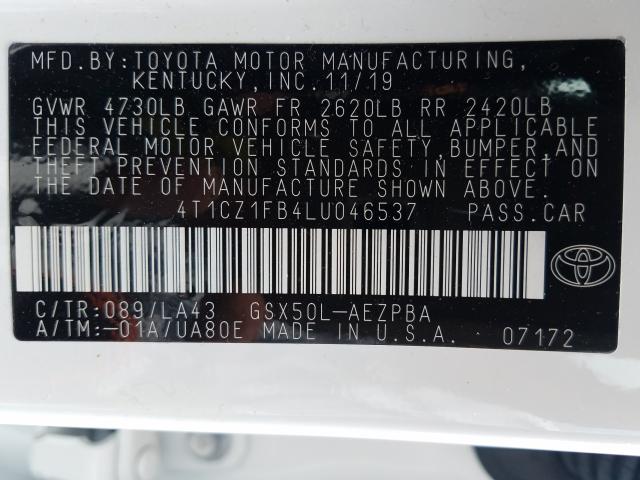 MFD.BY:TOYOTA MOTOR MANUFACTURING,
KENTUCKY,INC.11/19
GVWR 4730LB GAWR FR 2620LB RR 2420LB
THIS VEHICLE CONFORMS TO ALL APPLICABLE
FEDERAL MOTOR VEHICLE SAFETY,BUMPER,AND
THEFT PREVENTION STANDARDS IN EFFECT ON
THE DATE OF MANUFACTURE SHOWN ABOVE.
4T1CZ1FB4LU046537 PASS.CAR
C/TR:089/LA43 GSX50L-AEZPBA
A/TM:-01A/UA80E MADE IN U.S.A. 07172